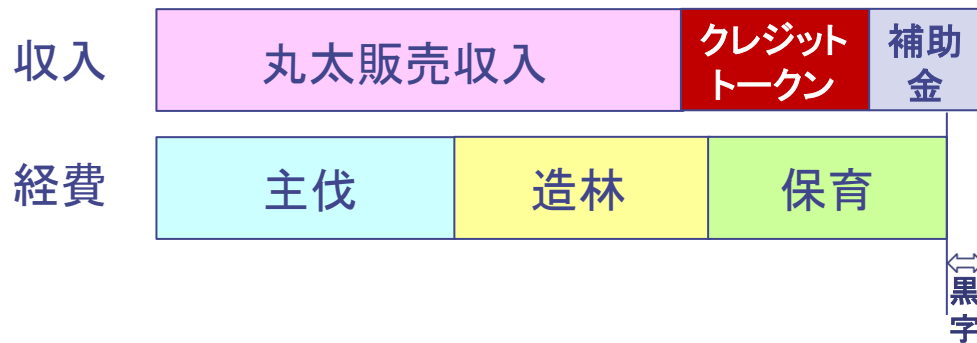 収入
丸太販売収入
クレジット
トークン
補助
金
経費
主伐
造林
保育
黒
字